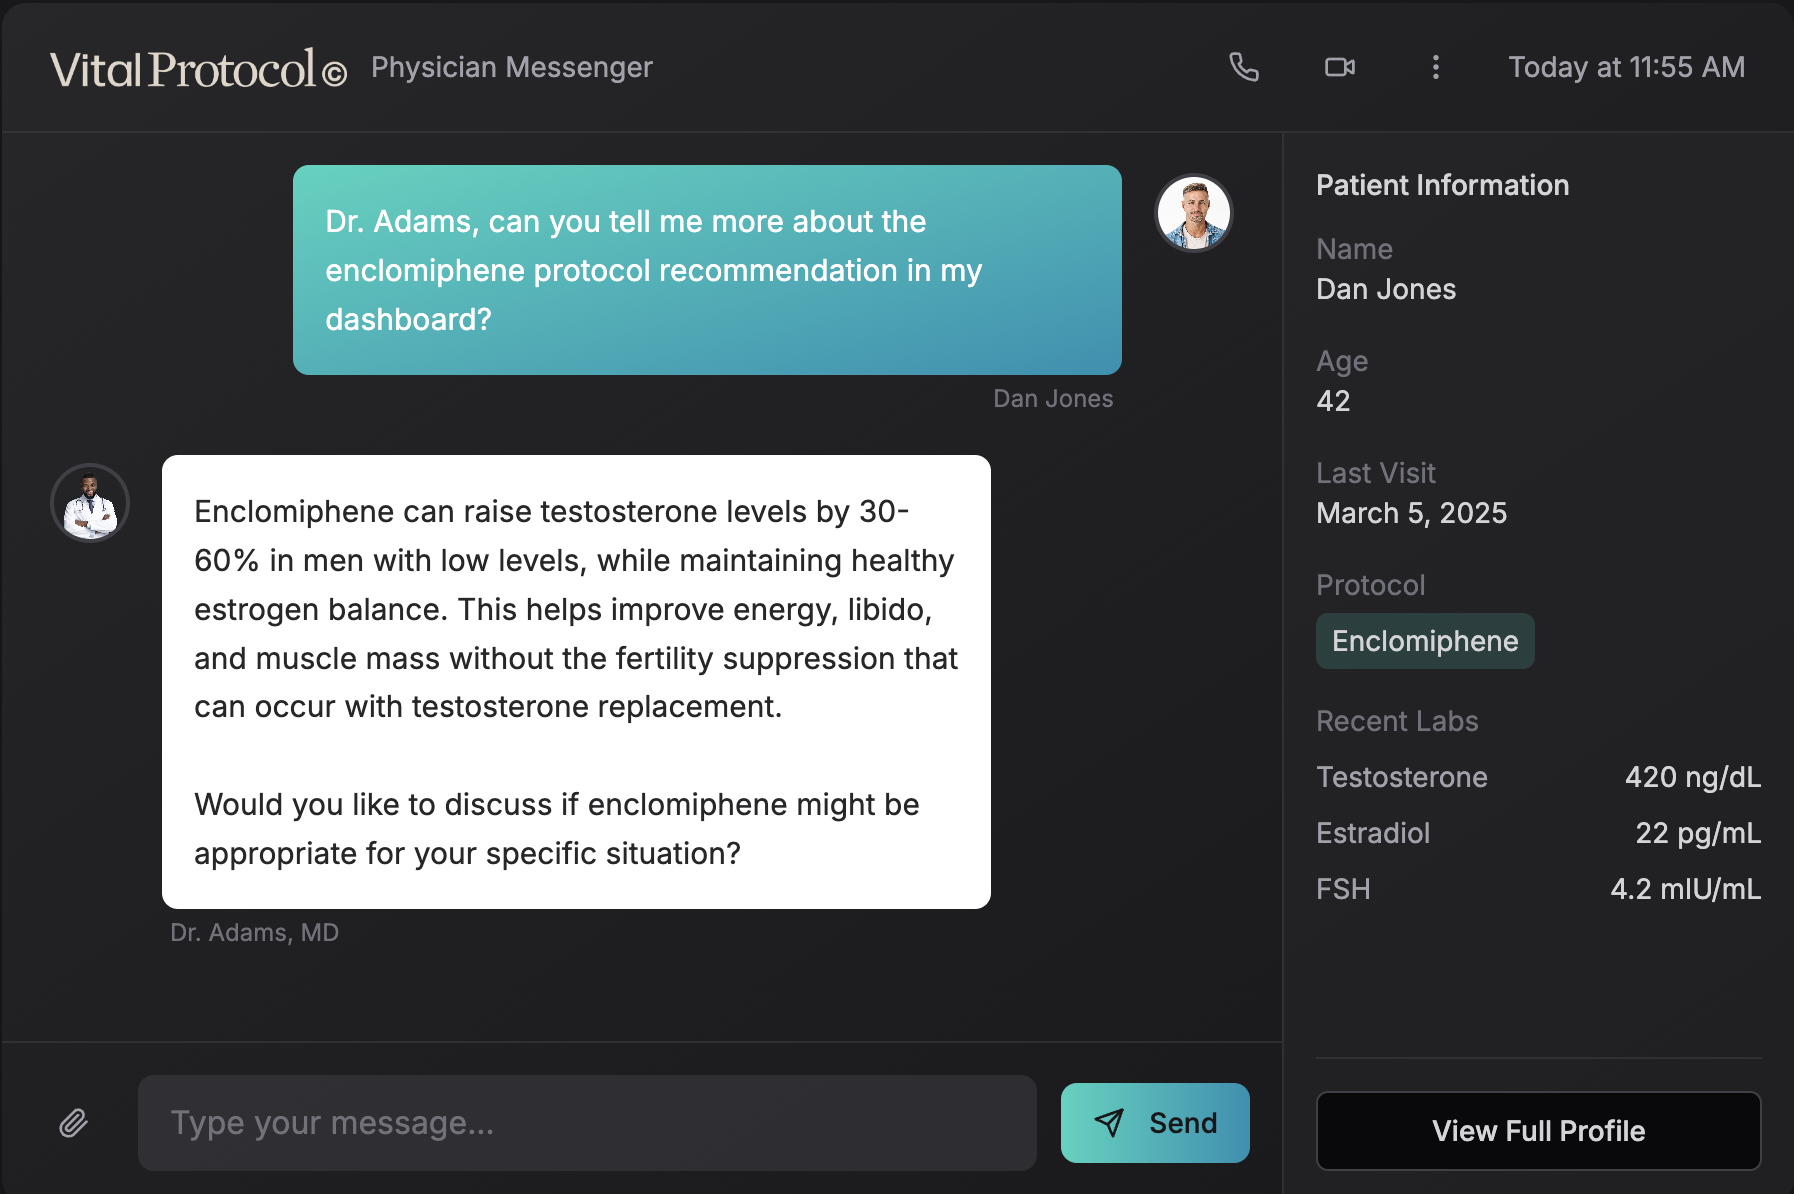 Vital Protocol©
Physician Messenger
Today at 11:55 AM
Dr. Adams, can you tell me more about the
enclomiphene protocol recommendation in my
dashboard?
Dan Jones
Enclomiphene can raise testosterone levels by 30-
60% in men with low levels, while maintaining healthy
estrogen balance. This helps improve energy, libido,
and muscle mass without the fertility suppression that
can occur with testosterone replacement.
Would you like to discuss if enclomiphene might be
appropriate for your specific situation?
Dr. Adams, MD
Type your message...
Send
Patient Information
Name
Dan Jones
Age
42
Last Visit
March 5, 2025
Protocol
Enclomiphene
Recent Labs
Testosterone 420 ng/dL
Estradiol 22 pg/mL
FSH 4.2 mIU/mL
View Full Profile